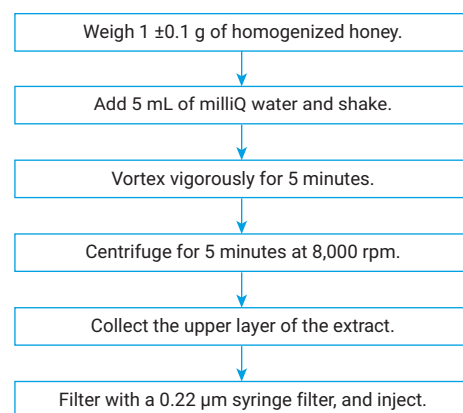 Weigh 1 ±0.1 g of homogenized honey.
Add 5 mL of milliQ water and shake.
Vortex vigorously for 5 minutes.
Centrifuge for 5 minutes at 8,000 rpm.
Collect the upper layer of the extract.
Filter with a 0.22 µm syringe filter, and inject.